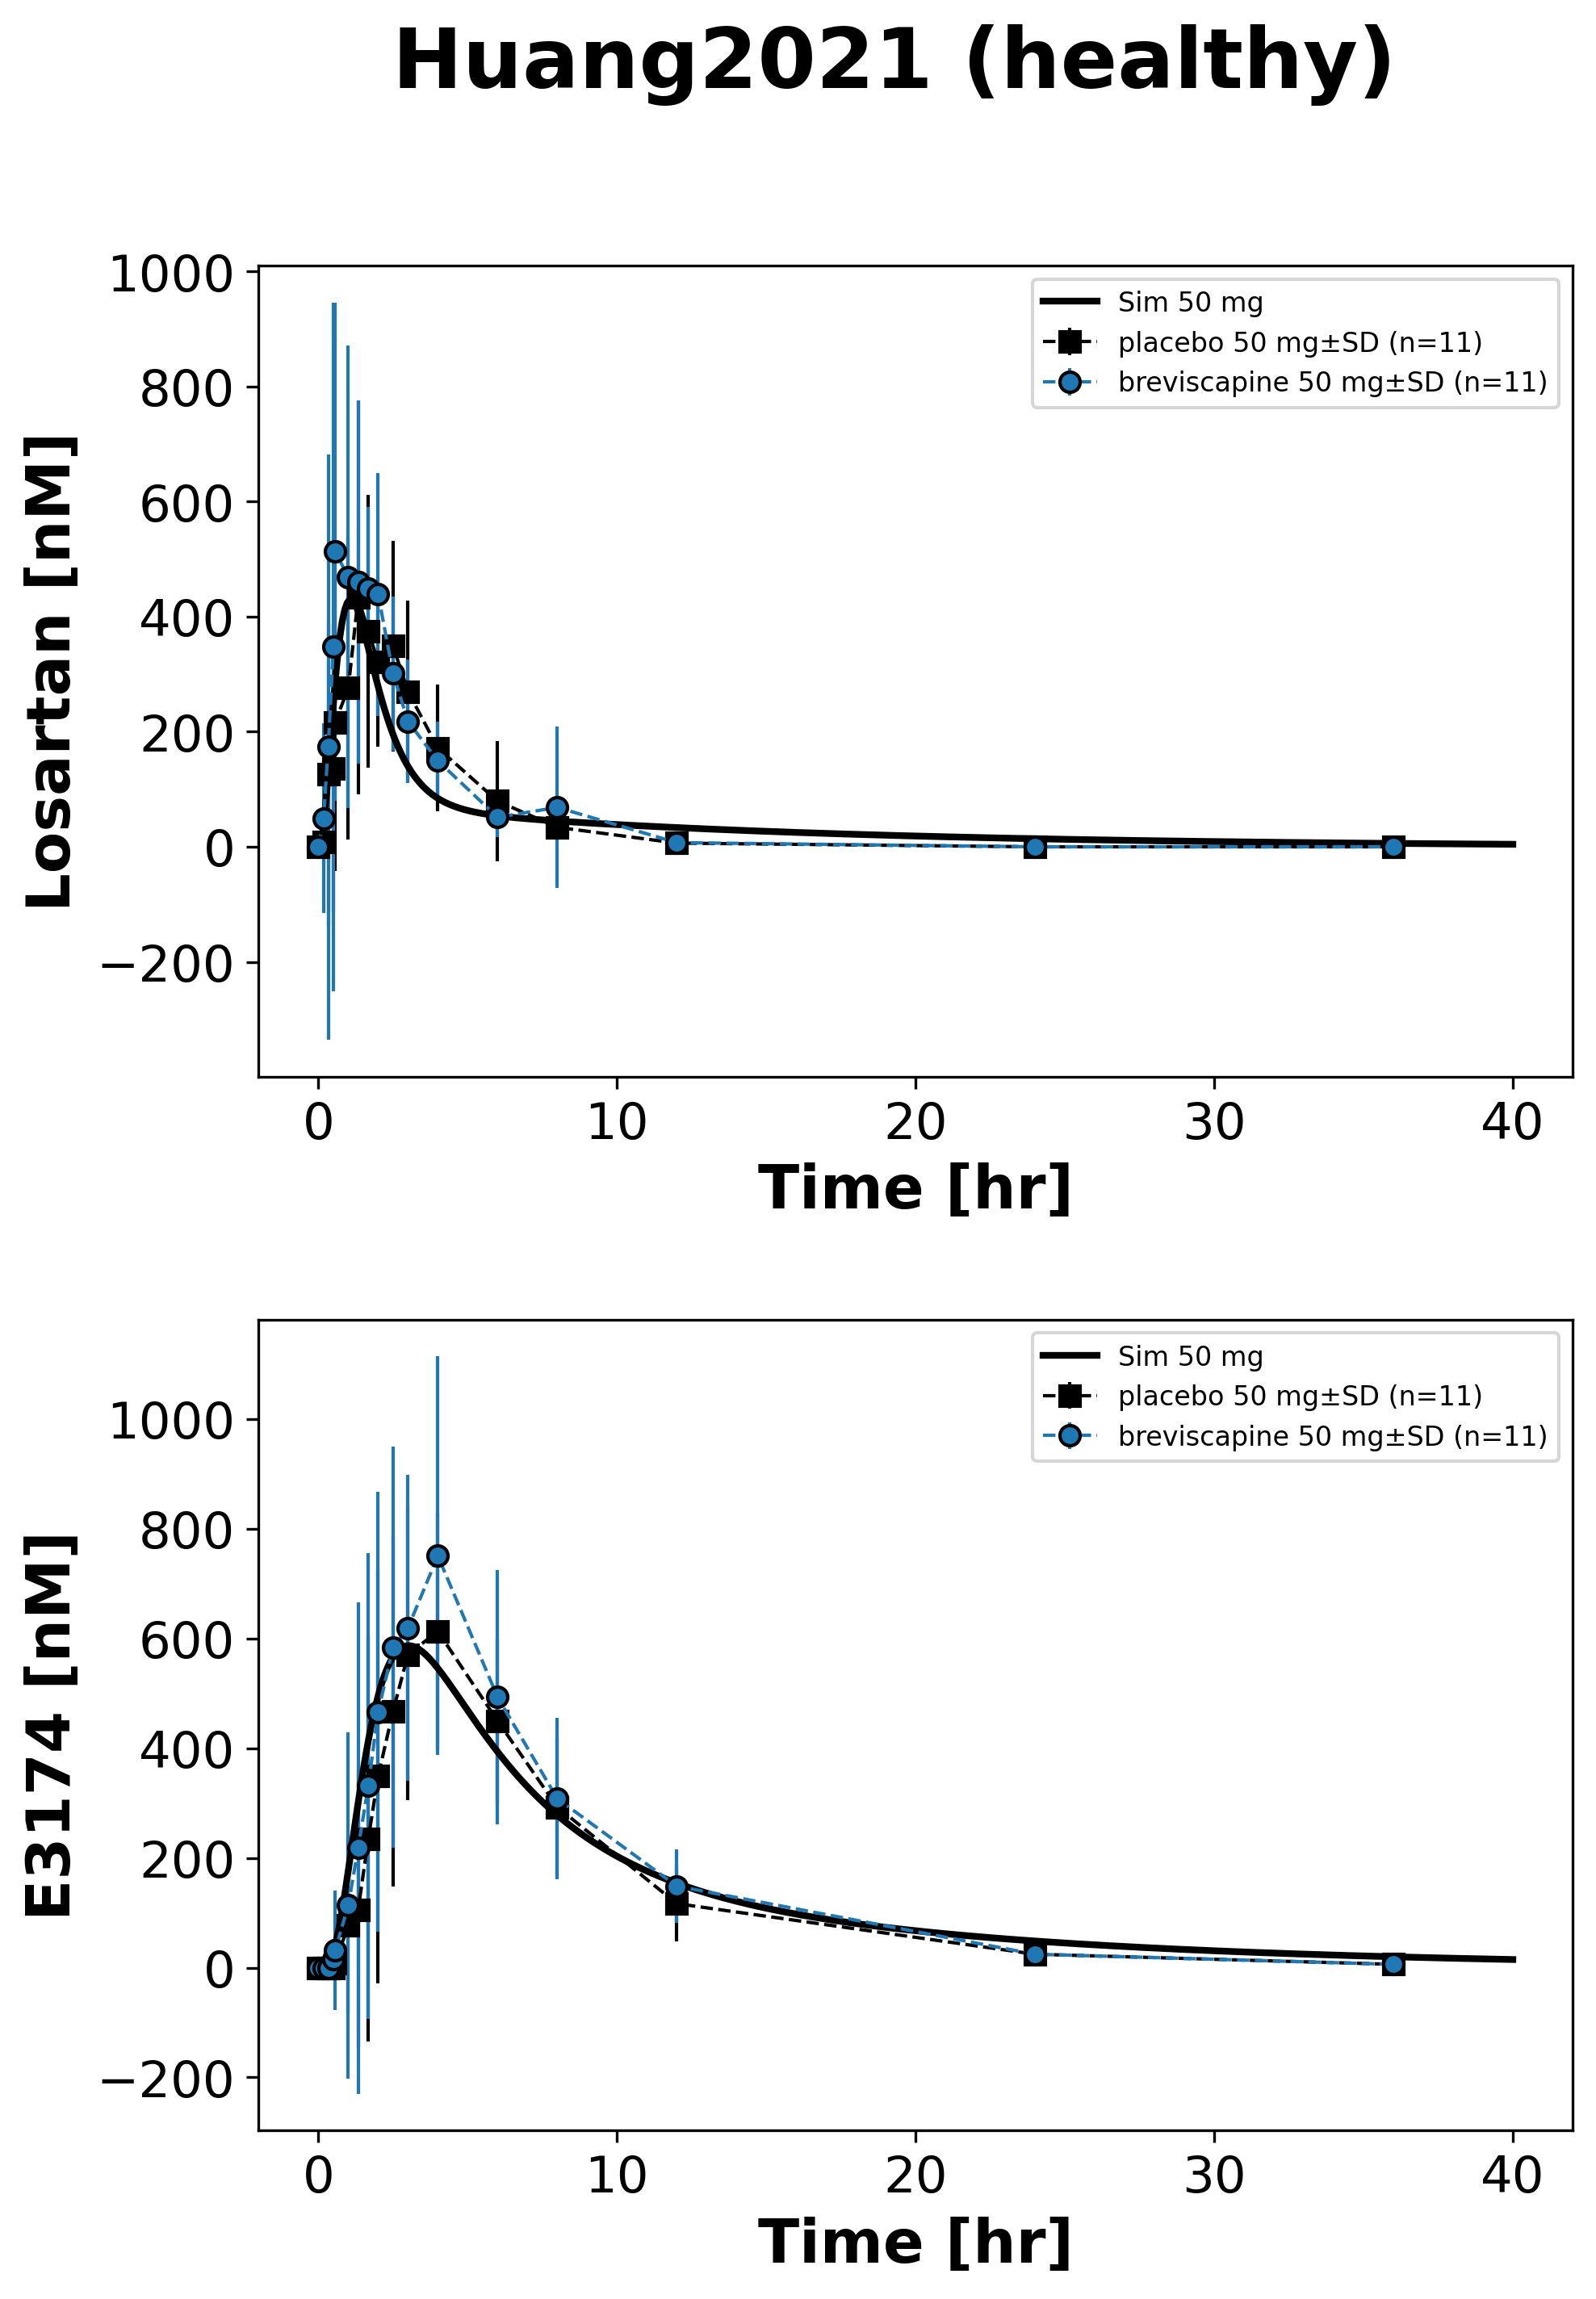 Huang2021 (healthy)
Losartan [nM]
1000
800
600
400
200
0
−200
Sim 50 mg
placebo 50 mg±SD (n=11)
breviscapine 50 mg±SD (n=11)
0 10 20 30 40
Time [hr]
E3174 [nM]
1000
800
600
400
200
0
−200
Sim 50 mg
placebo 50 mg±SD (n=11)
breviscapine 50 mg±SD (n=11)
0 10 20 30 40
Time [hr]